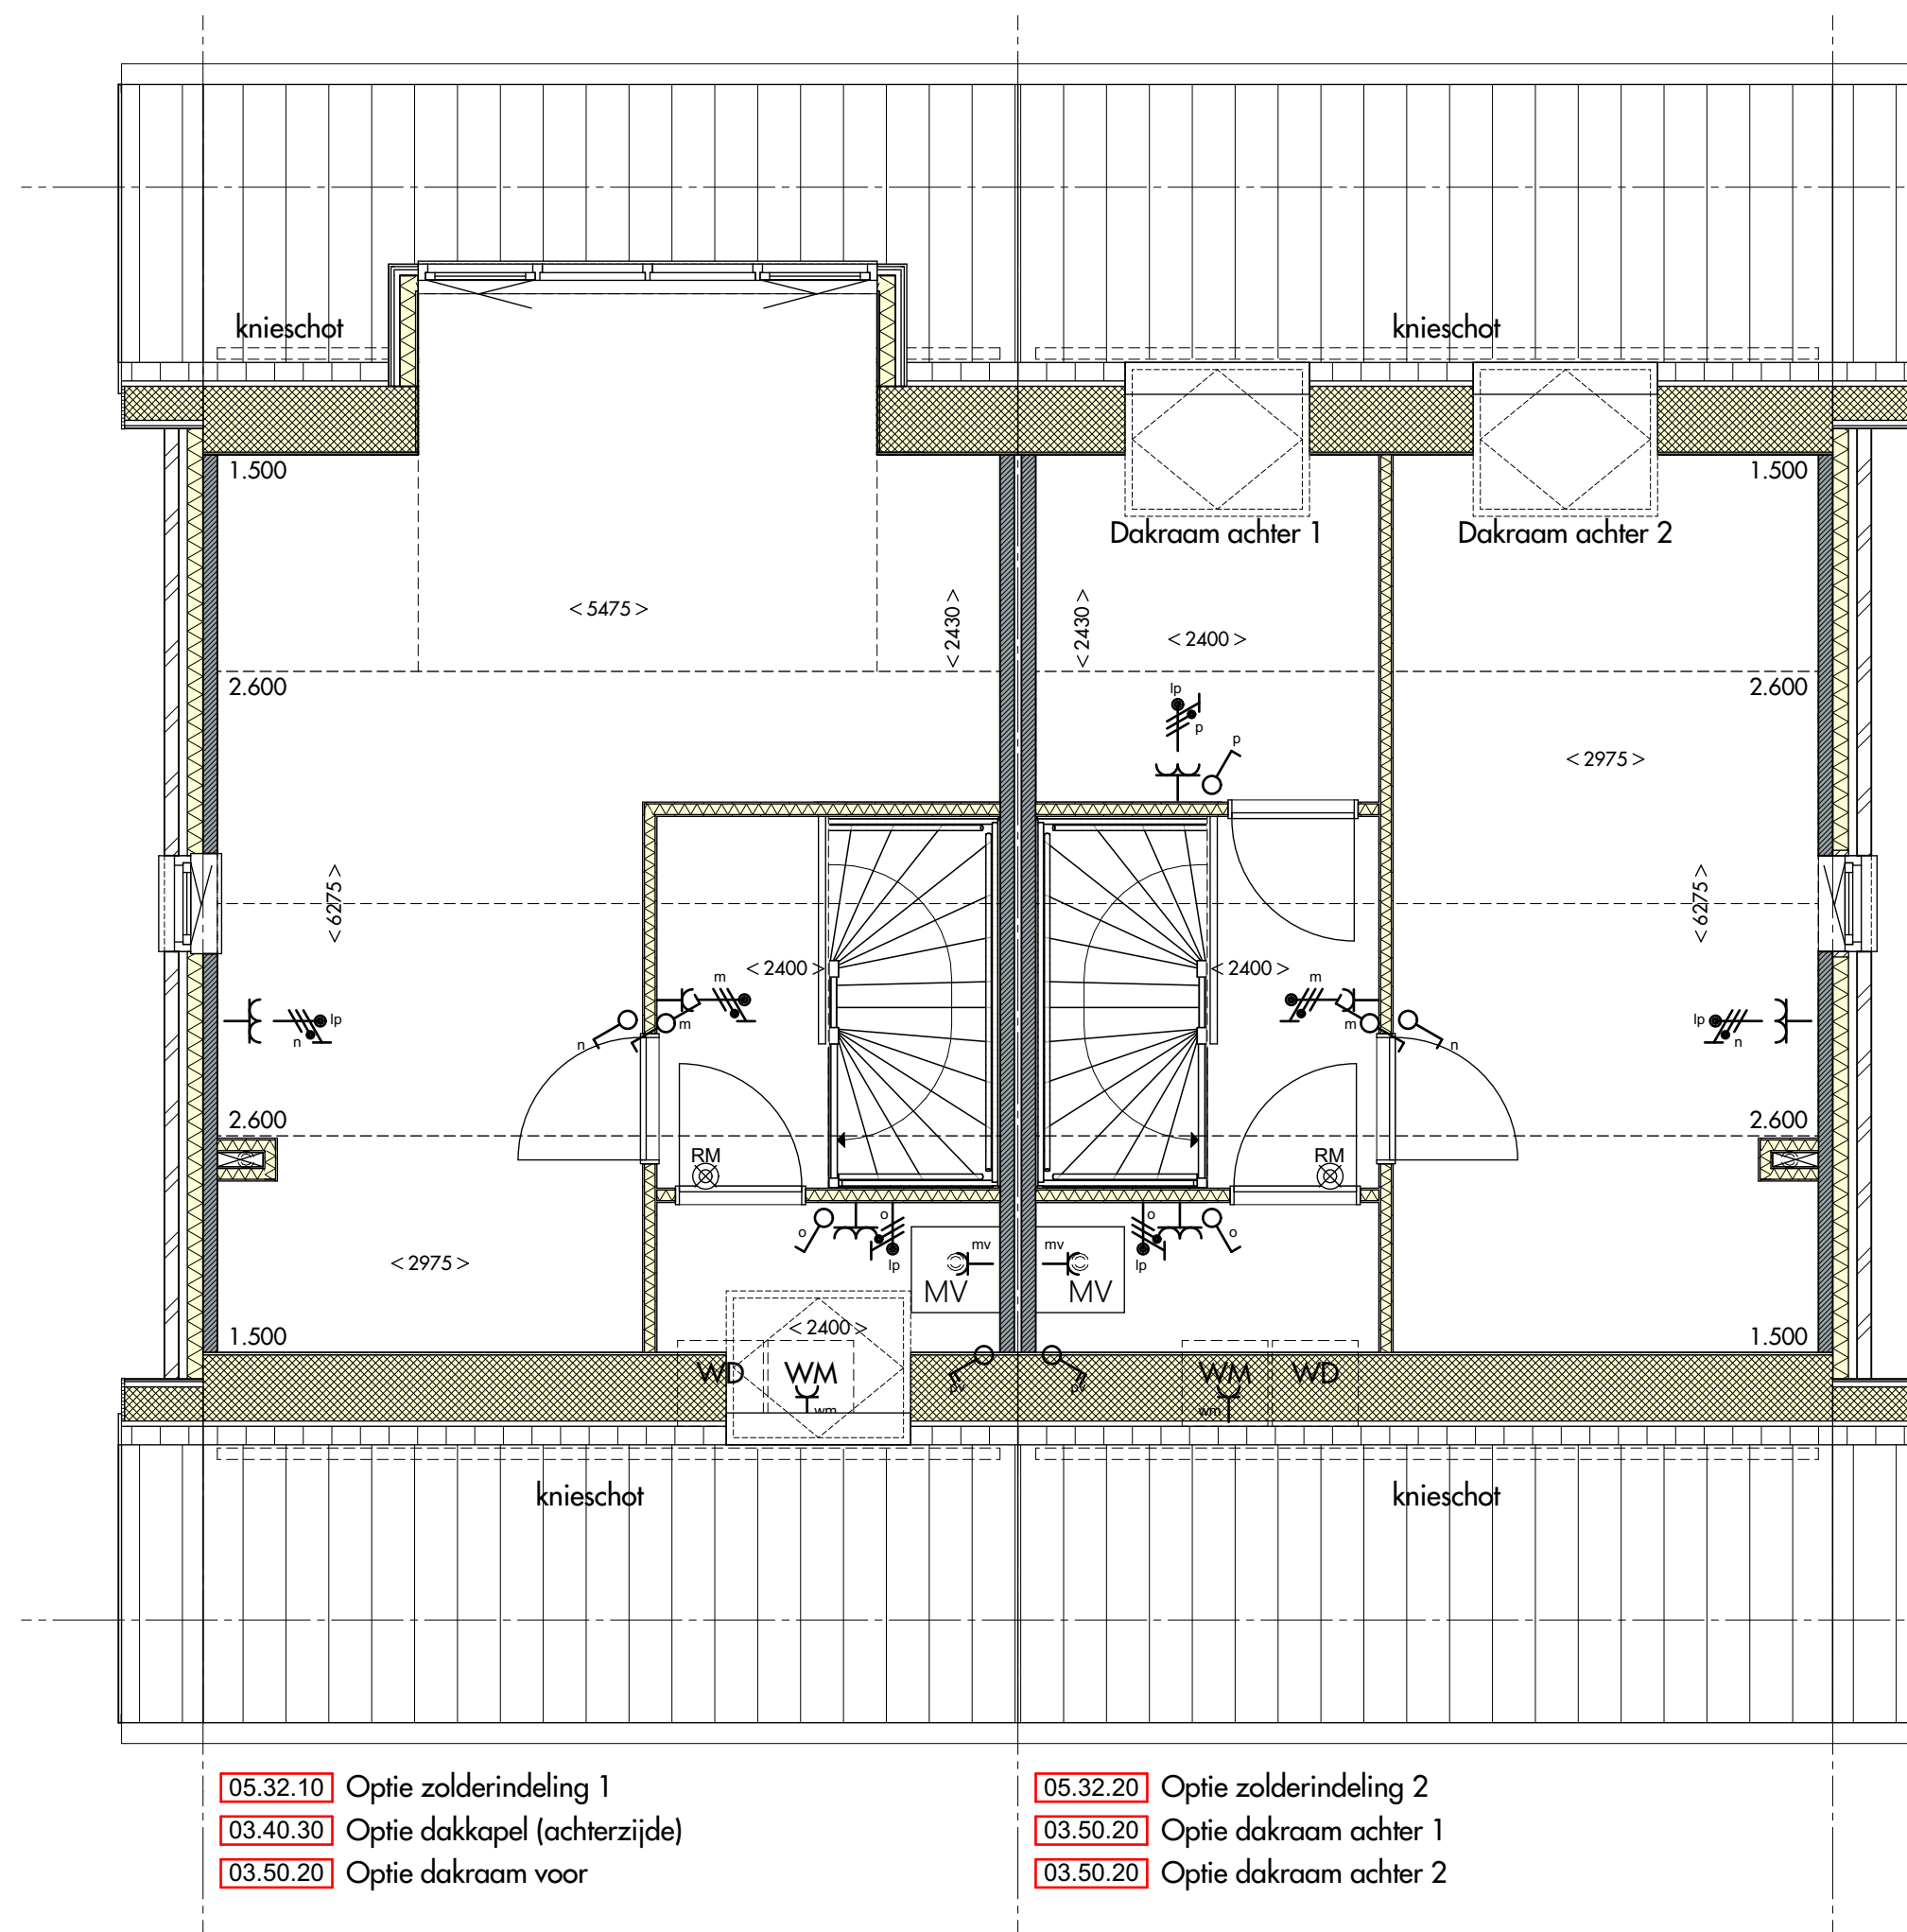 knieschot
knieschot
1.500
1.500
Dakraam achter 1
Dakraam achter 2
< 5475 >
< 2430 >
< 2430 >
< 2400 >
2.600
2.600
lp
p
p
< 2975 >
< 6275 >
< 6275 >
< 2400 >
< 2400 >
m
m
lp
n
n
m
m
n
lp
n
2.600
2.600
RM
RM
o
o
lp
mv
MV
mv
MV
o
lp
o
< 2975 >
1.500
< 2400 >
1.500
WD
WM
wm
pv
pv
WM
wm
WD
knieschot
knieschot
05.32.10 Optie zolderindeling 1
03.40.30 Optie dakkapel (achterzijde)
03.50.20 Optie dakraam voor
05.32.20 Optie zolderindeling 2
03.50.20 Optie dakraam achter 1
03.50.20 Optie dakraam achter 2